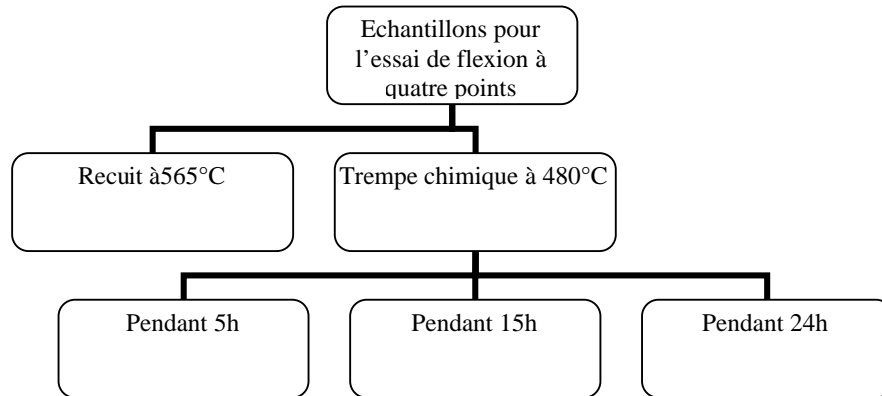 Echantillons pour
l'essai de flexion à
quatre points
Recuit à565°C
Trempe chimique à 480°C
Pendant 5h
Pendant 15h
Pendant 24h